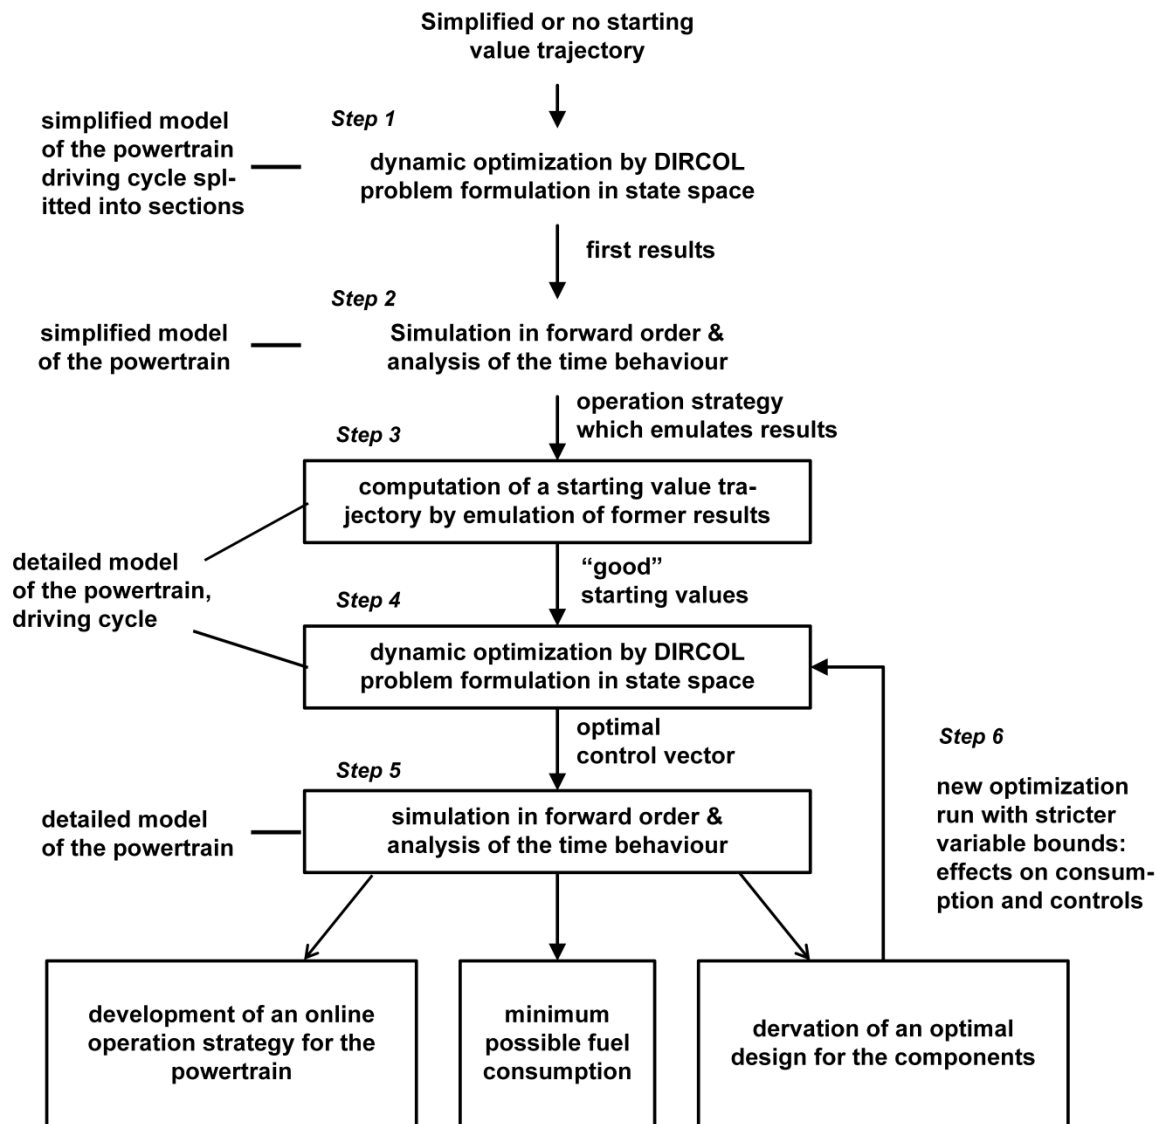 Simplified or no starting
value trajectory
Step 1
simplified model
of the powertrain
driving cycle spl-
itted into sections
dynamic optimization by DIRCOL
problem formulation in state space
first results
Step 2
simplified model
of the powertrain
Simulation in forward order &
analysis of the time behaviour
operation strategy
which emulates results
Step 3
computation of a starting value tra-
jectory by emulation of former results
detailed model
of the powertrain,
driving cycle
“good”
starting values
Step 4
dynamic optimization by DIRCOL
problem formulation in state space
optimal
control vector
Step 5
detailed model
of the powertrain
simulation in forward order &
analysis of the time behaviour
Step 6
new optimization
run with stricter
variable bounds:
effects on consum-
ption and controls
development of an online
operation strategy for the
powertrain
minimum
possible fuel
consumption
dervation of an optimal
design for the components